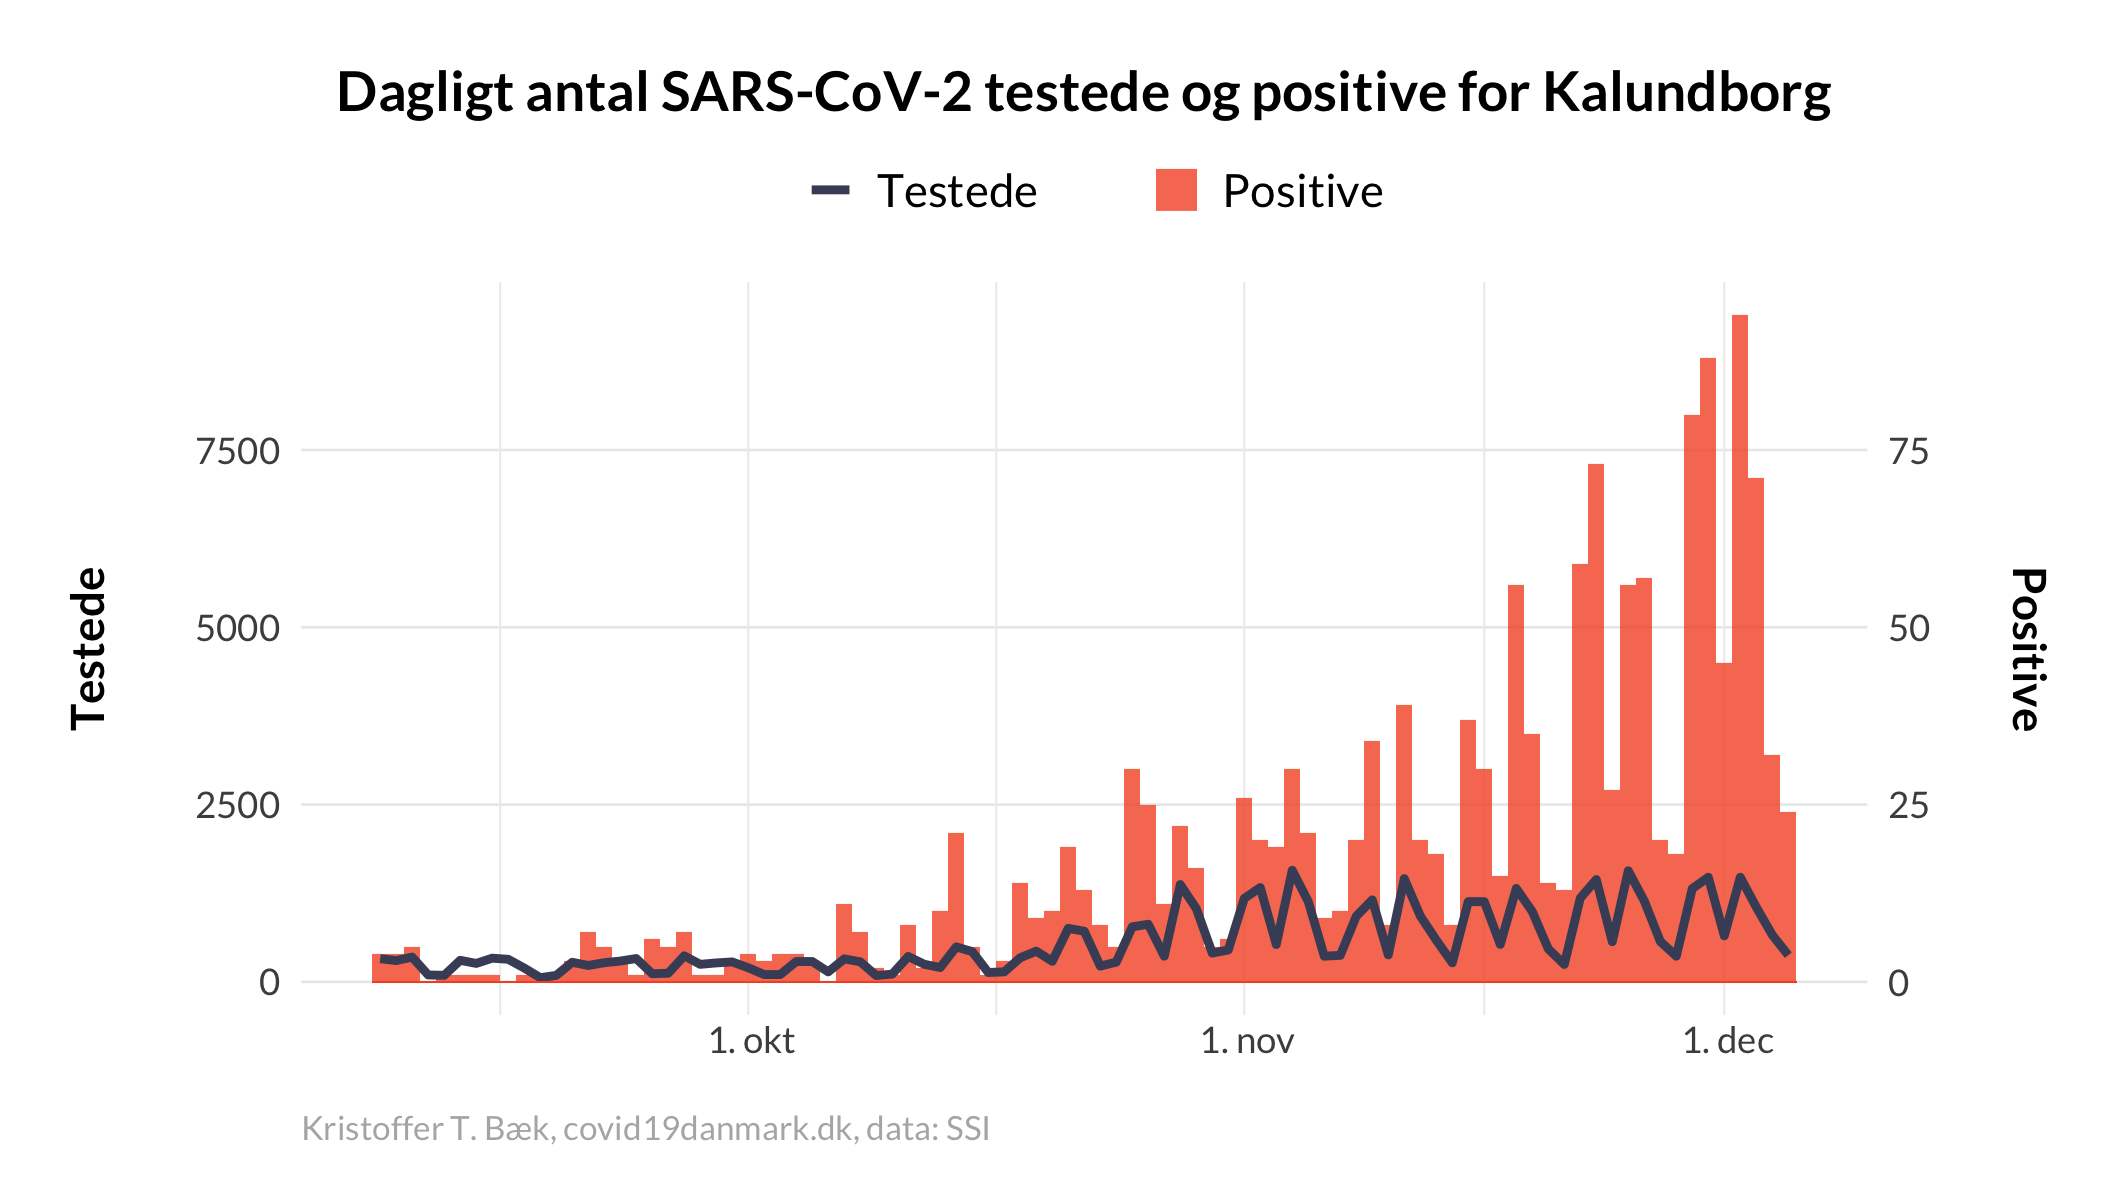 Dagligt antal SARS-CoV-2 testede og positive for Kalundborg
Testede
Positive
7500
5000
2500
0
Testede
75
50
25
0
Positive
1. okt
1. nov
1. dec
Kristoffer T. Bæk, covid19danmark.dk, data: SSI